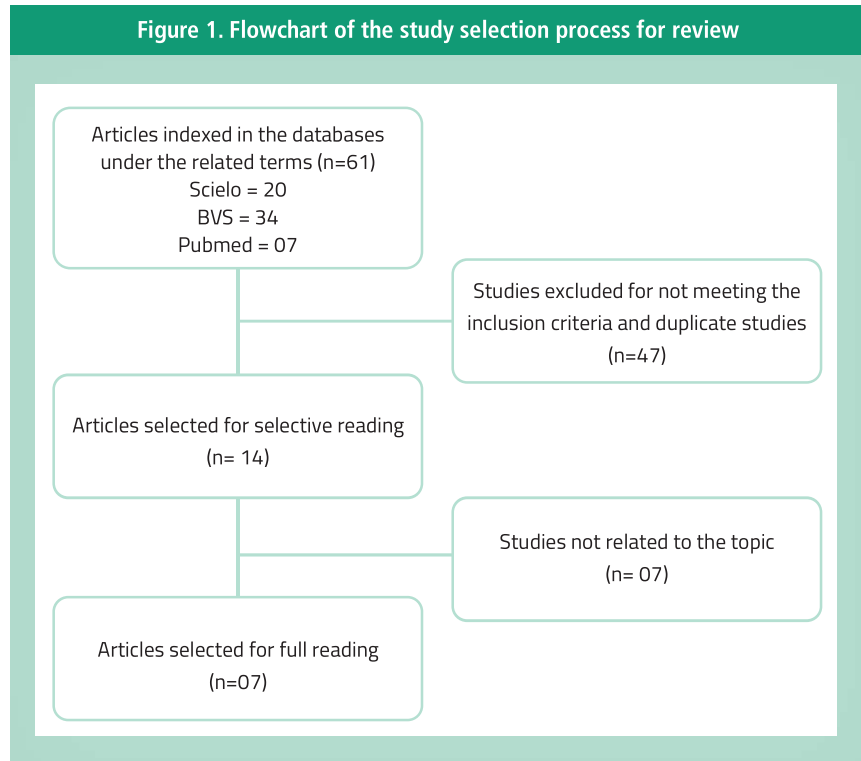 Figure 1. Flowchart of the study selection process for review
Articles indexed in the databases
under the related terms (n=61)
Scielo = 20
BVS = 34
Pubmed = 07
Studies excluded for not meeting the
inclusion criteria and duplicate studies
(n=47)
Articles selected for selective reading
(n= 14)
Studies not related to the topic
(n= 07)
Articles selected for full reading
(n=07)